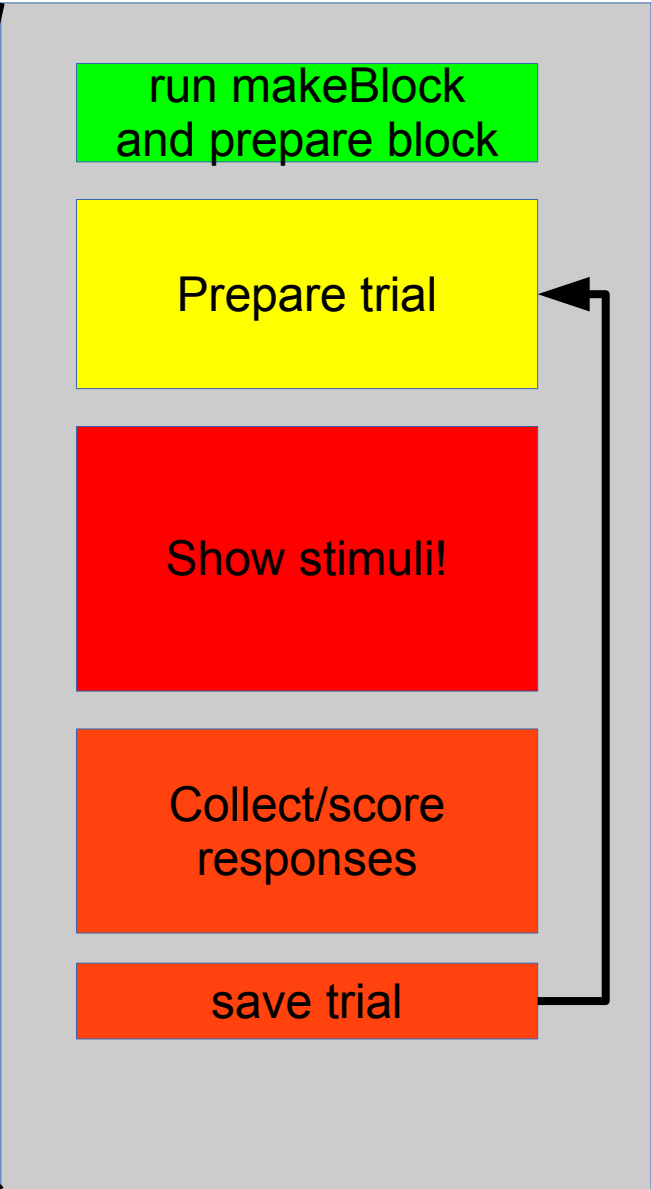 run makeBlock
and prepare block
Prepare trial
Show stimuli!
Collect/score
responses
save trial